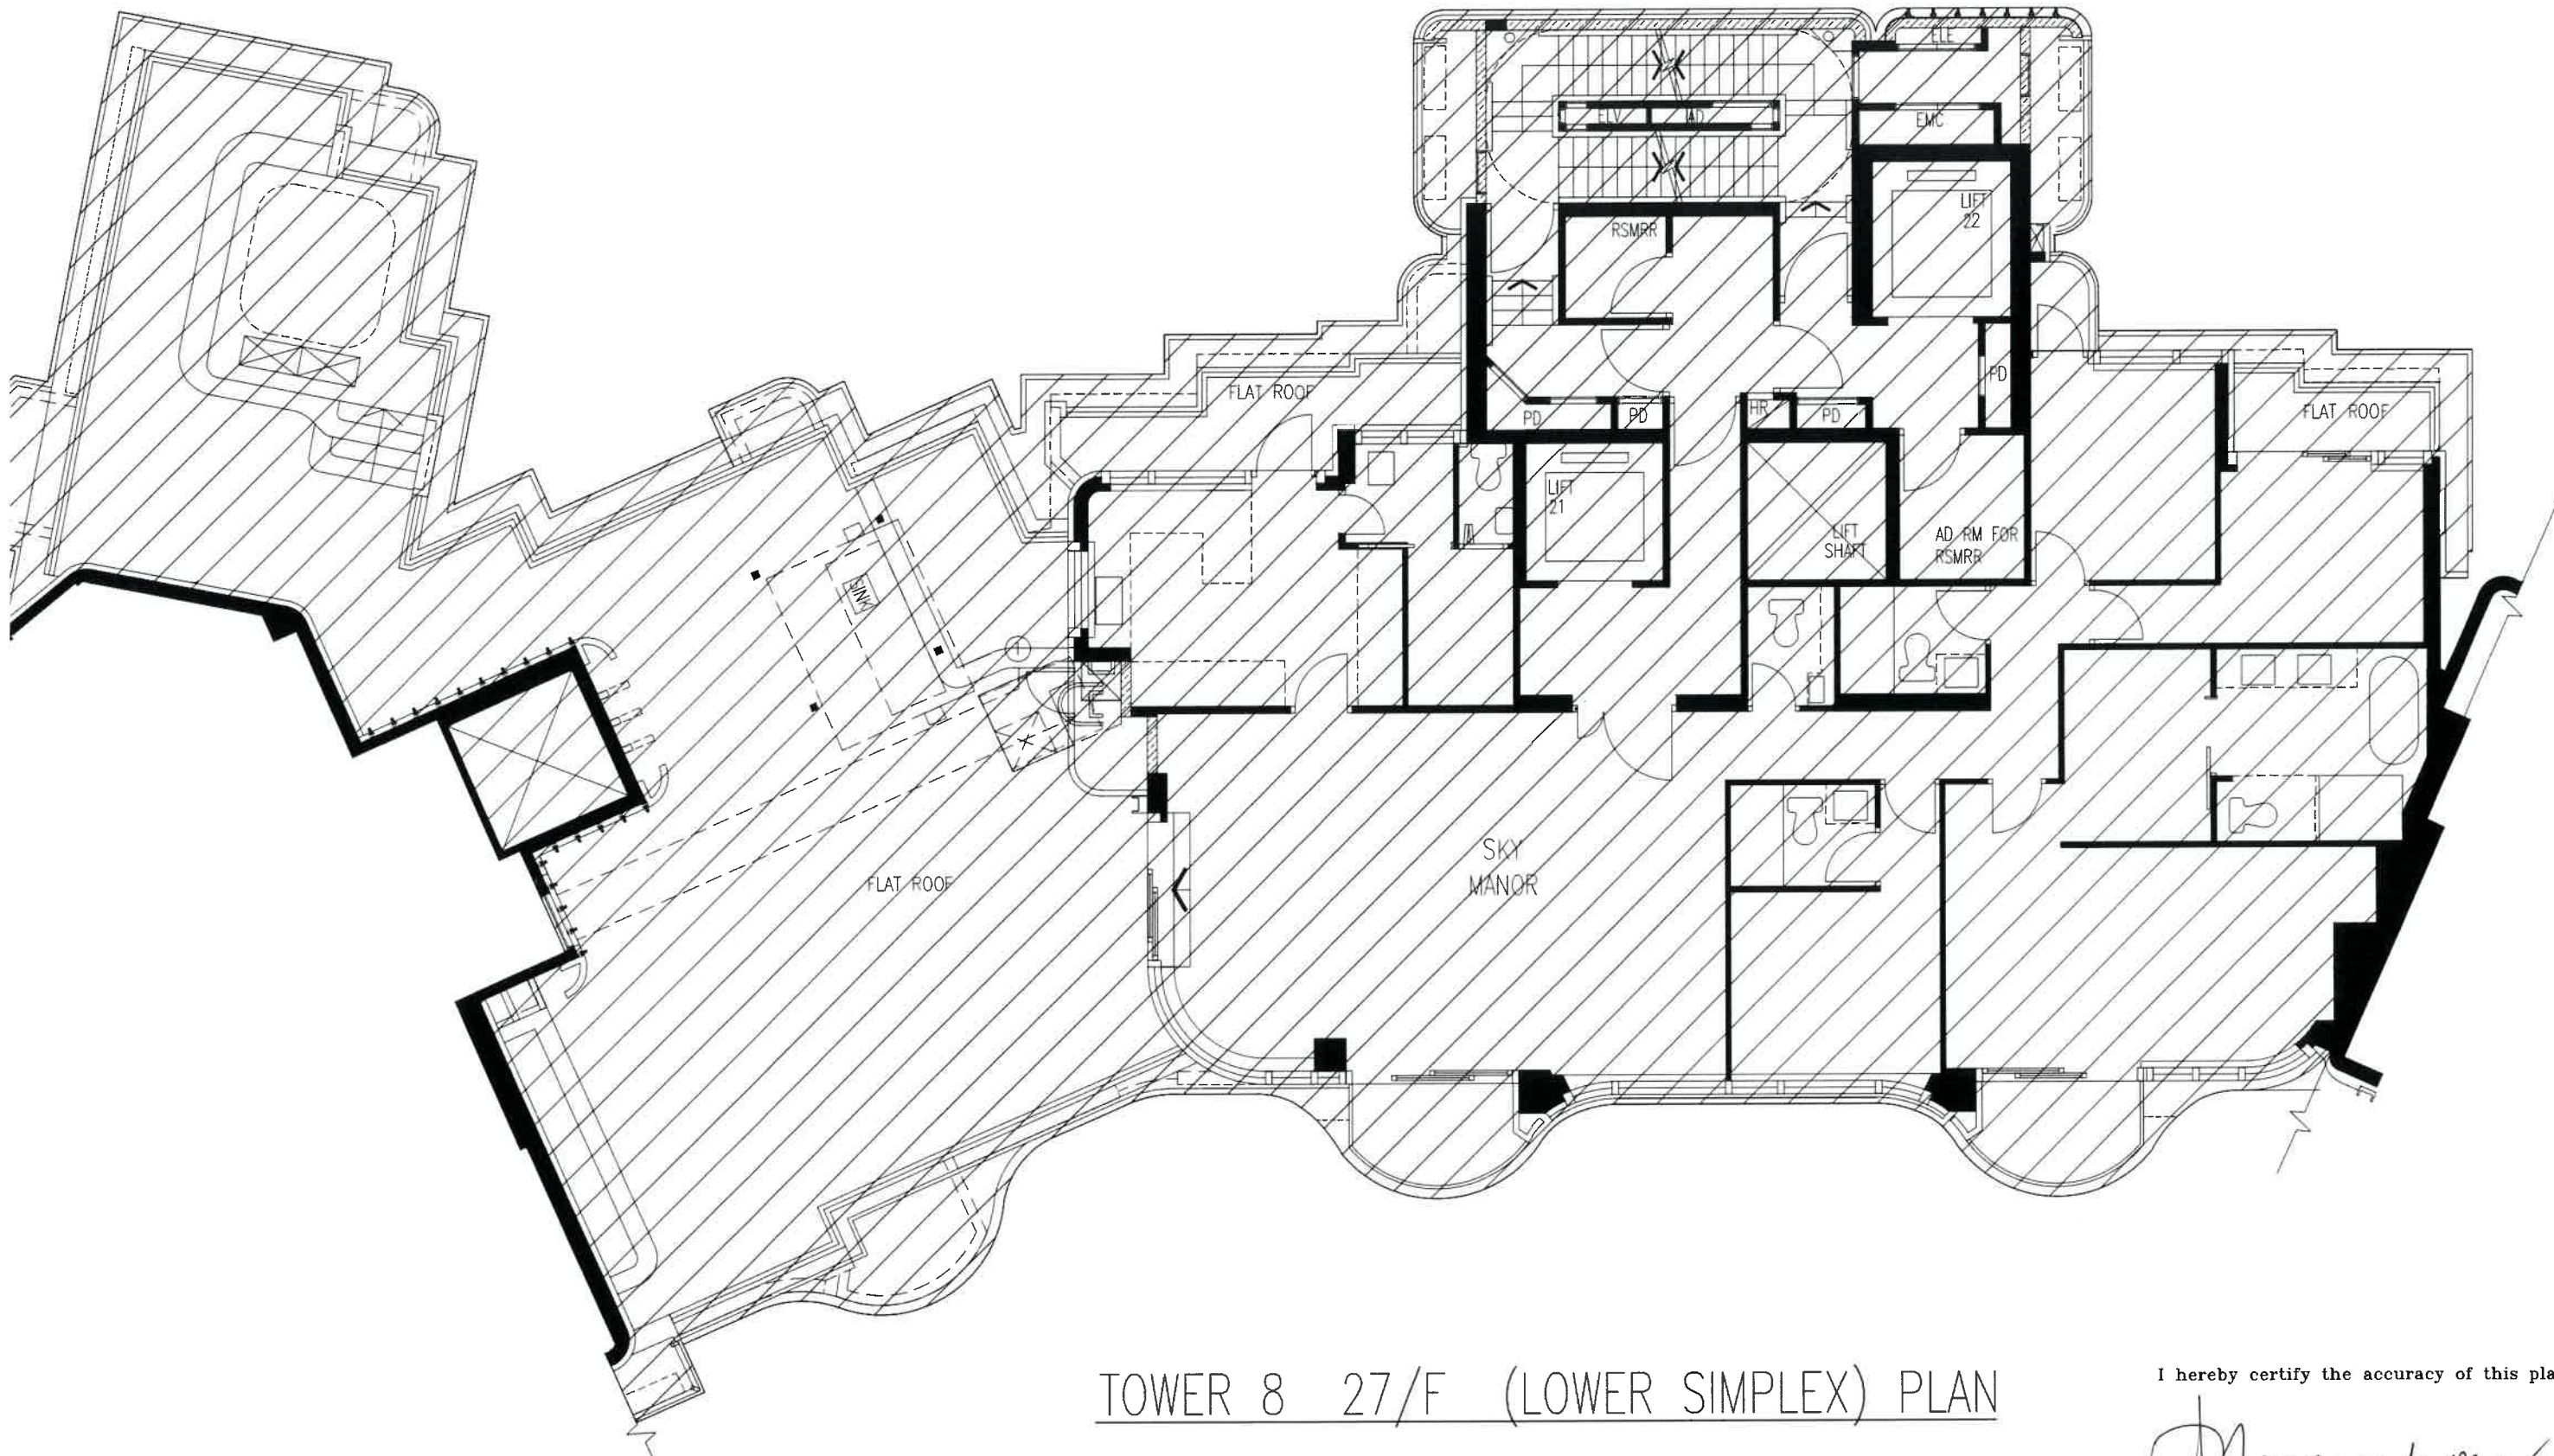 ELE
ELV
AD
EMC
LIFT
22
RSMRR
FLAT ROOF
PD
PD
PD
HR
PD
FLAT ROOF
LIFT
21
LIFT
SHAFT
AD RM FOR
RSMRR
SINK
1
SKY
MANOR
FLAT ROOF
TOWER 8 27/F (LOWER SIMPLEX) PLAN
I hereby certify the accuracy of this pla